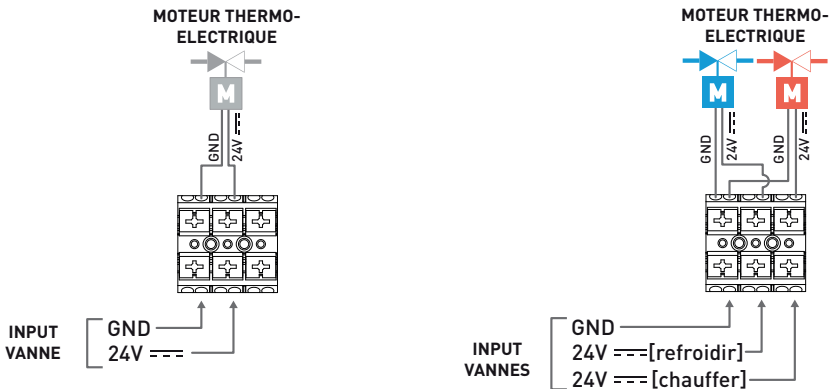 MOTEUR THERMO-
ELECTRIQUE
M
GND
24V
INPUT
VANNE
GND
24V
MOTEUR THERMO-
ELECTRIQUE
M
M
GND
24V
GND
24V
INPUT
VANNES
GND
24V [refroidir]
24V [chauffer]